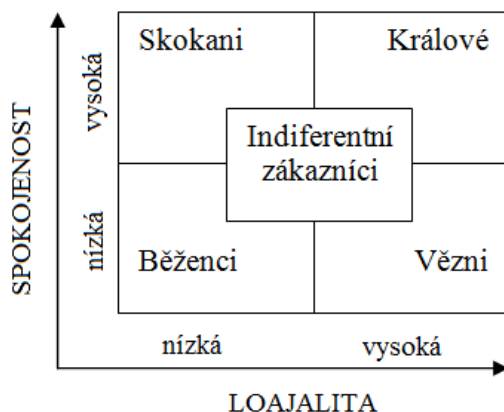 Skokani
Králové
Indiferentní
zákazníci
Běženci
Vězni
SPOKOJENOST
vysoká
nízká
nízká
vysoká
LOAJALITA